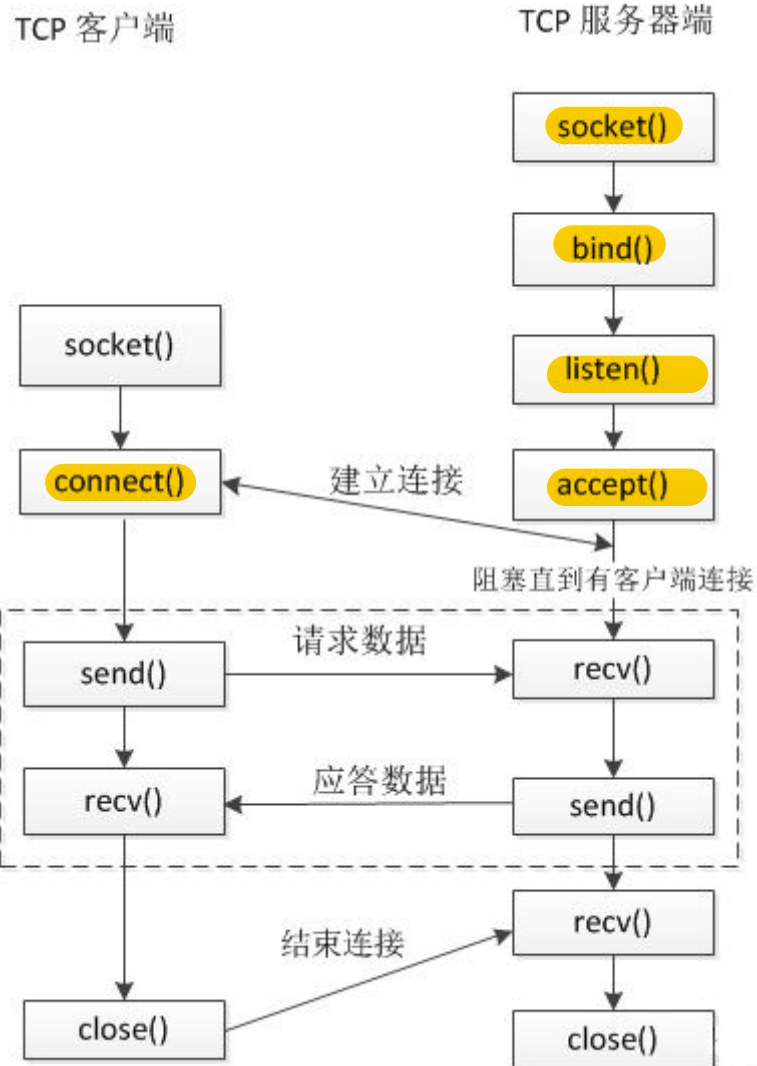 TCP 客户端
TCP 服务器端
socket()
bind()
socket()
listen()
connect()
建立连接
accept()
阻塞直到有客户端连接
send()
请求数据
recv()
recv()
应答数据
send()
结束连接
recv()
close()
close()